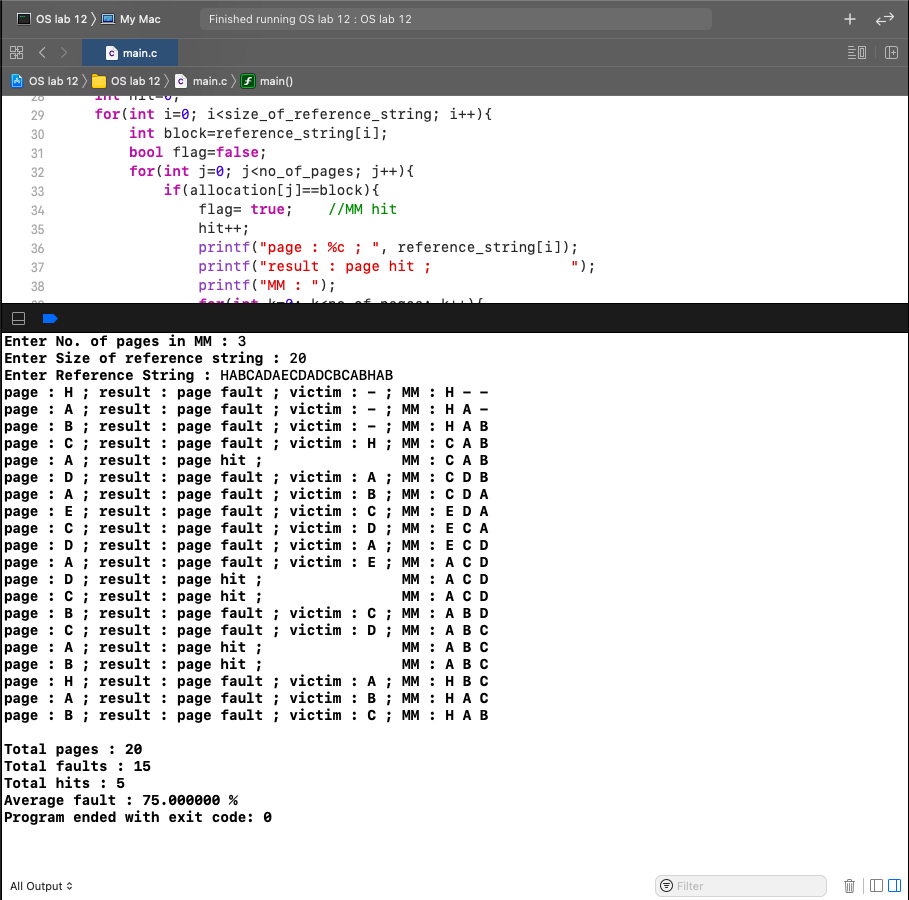 OS lab 12 > My Mac
Finished running OS lab 12 : OS lab 12
main.c
OS lab 12 > OS lab 12 > main.c > main()
28 int hit=0;
29 for(int i=0; i<size_of_reference_string; i++){
30 int block=reference_string[i];
31 bool flag=false;
32 for(int j=0; j<no_of_pages; j++){
33 if(allocation[j]==block){
34 flag= true;    //MM hit
35 hit++;
36 printf("page : %c ; ", reference_string[i]);
37 printf("result : page hit ;                ");
38 printf("MM : ");
39 for(int k=0; k<no_of_pages; k++){
Enter No. of pages in MM : 3
Enter Size of reference string : 20
Enter Reference String : HABCADAECDADCBCABHAB
page : H ; result : page fault ; victim : - ; MM : H - -
page : A ; result : page fault ; victim : - ; MM : H A -
page : B ; result : page fault ; victim : - ; MM : H A B
page : C ; result : page fault ; victim : H ; MM : C A B
page : A ; result : page hit ;                MM : C A B
page : D ; result : page fault ; victim : A ; MM : C D B
page : A ; result : page fault ; victim : B ; MM : C D A
page : E ; result : page fault ; victim : C ; MM : E D A
page : C ; result : page fault ; victim : D ; MM : E C A
page : D ; result : page fault ; victim : A ; MM : E C D
page : A ; result : page fault ; victim : E ; MM : A C D
page : D ; result : page hit ;                MM : A C D
page : C ; result : page hit ;                MM : A C D
page : B ; result : page fault ; victim : C ; MM : A B D
page : C ; result : page fault ; victim : D ; MM : A B C
page : A ; result : page hit ;                MM : A B C
page : B ; result : page hit ;                MM : A B C
page : H ; result : page fault ; victim : A ; MM : H B C
page : A ; result : page fault ; victim : B ; MM : H A C
page : B ; result : page fault ; victim : C ; MM : H A B
Total pages : 20
Total faults : 15
Total hits : 5
Average fault : 75.000000 %
Program ended with exit code: 0
All Output
Filter